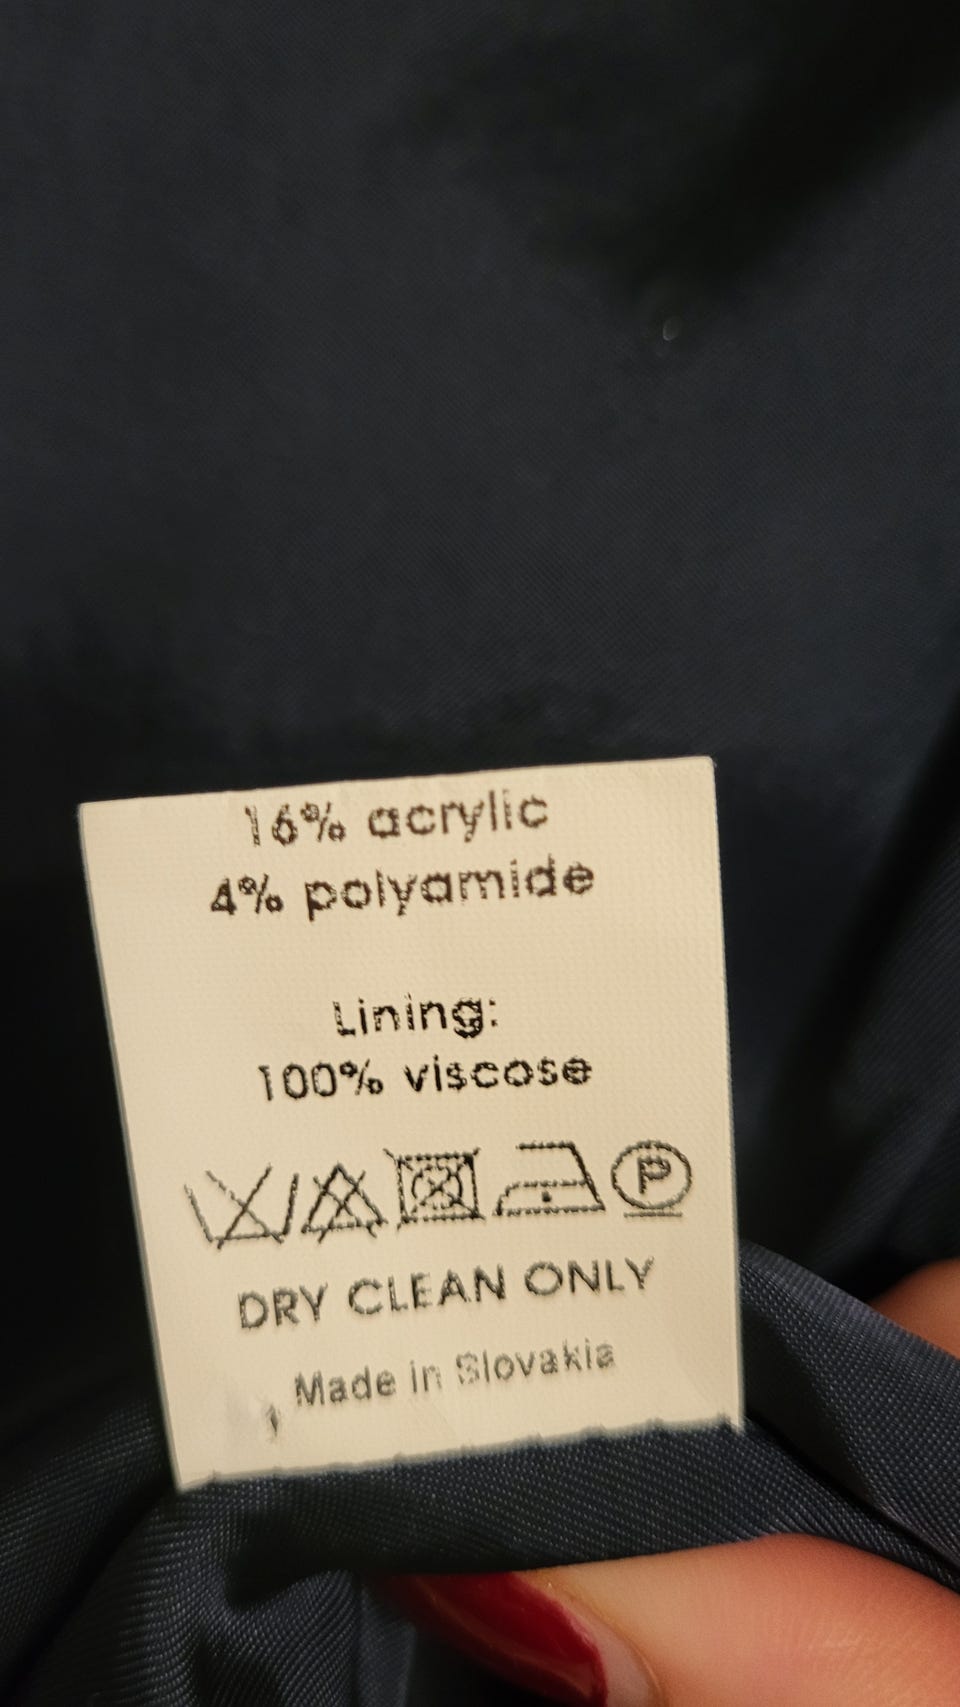 16% acrylic
4% polyamide
Lining:
100% viscose
P
DRY CLEAN ONLY
Made in Slovakia